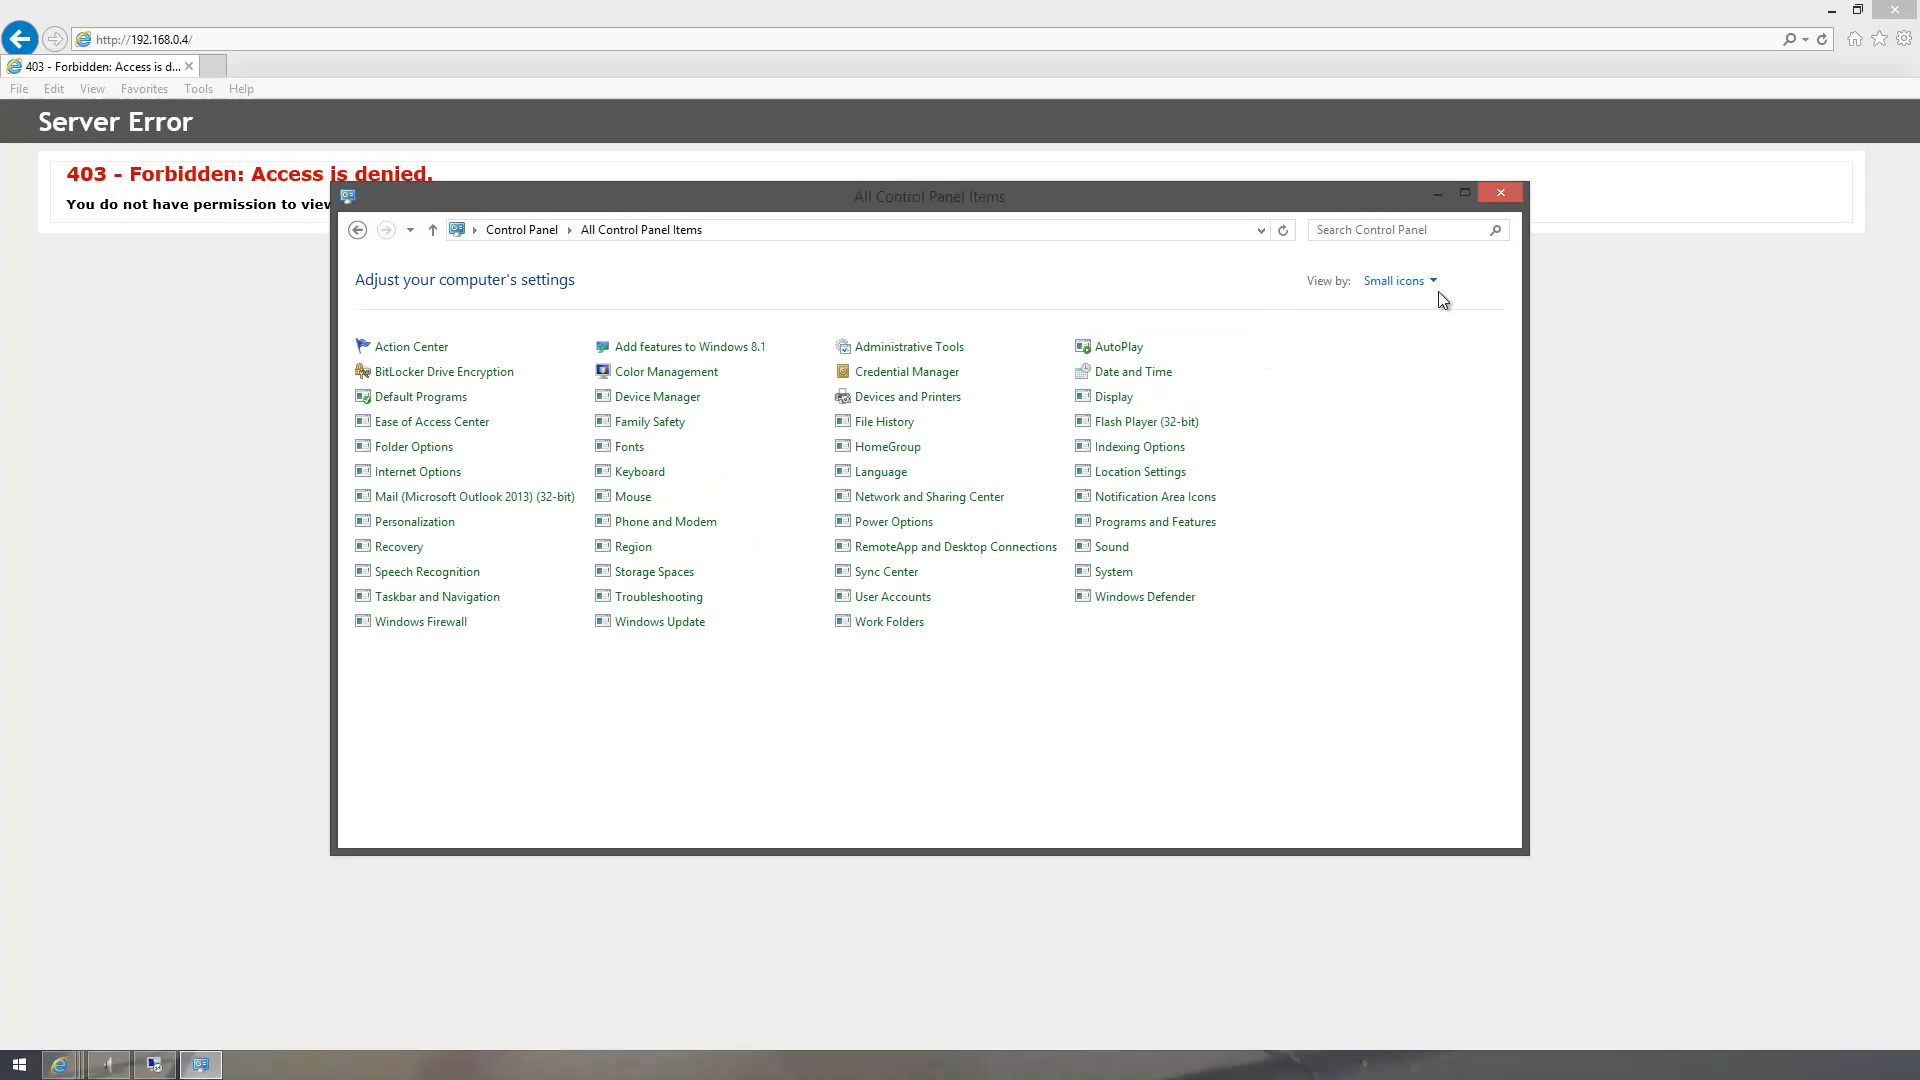 http://192.168.0.4/
403 - Forbidden: Access is d...
File Edit View Favorites Tools Help
Server Error
403 - Forbidden: Access is denied.
You do not have permission to view
All Control Panel Items
Control Panel All Control Panel Items
Search Control Panel
Adjust your computer's settings
View by: Small icons
Action Center Add features to Windows 8.1 Administrative Tools AutoPlay
BitLocker Drive Encryption Color Management Credential Manager Date and Time
Default Programs Device Manager Devices and Printers Display
Ease of Access Center Family Safety File History Flash Player (32-bit)
Folder Options Fonts HomeGroup Indexing Options
Internet Options Keyboard Language Location Settings
Mail (Microsoft Outlook 2013) (32-bit) Mouse Network and Sharing Center Notification Area Icons
Personalization Phone and Modem Power Options Programs and Features
Recovery Region RemoteApp and Desktop Connections Sound
Speech Recognition Storage Spaces Sync Center System
Taskbar and Navigation Troubleshooting User Accounts Windows Defender
Windows Firewall Windows Update Work Folders